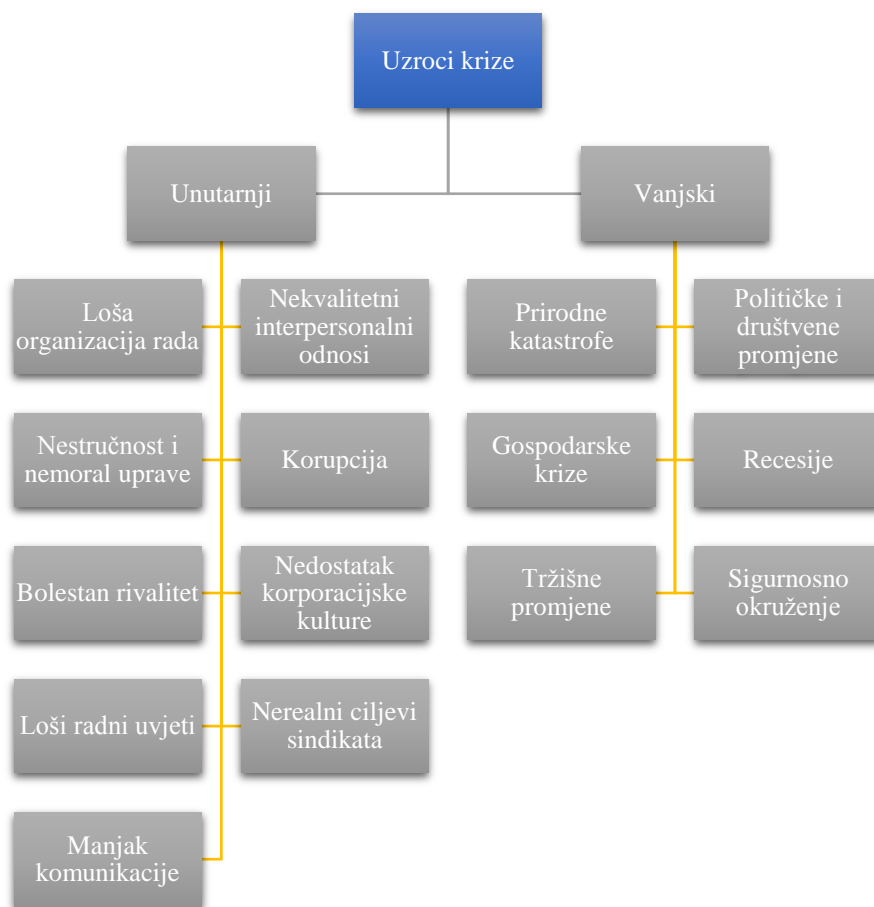 Uzroci krize
Unutarnji
Vanjski
Loša
organizacija rada
Nekvalitetni
interpersonalni
odnosi
Prirodne
katastrofe
Političke i
društvene
promjene
Nestručnost i
nemoral uprave
Korupcija
Gospodarske
krize
Recesije
Bolestan rivalitet
Nedostatak
korporacijske
kulture
Tržišne
promjene
Sigurnosno
okruženje
Loši radni uvjeti
Nerealni ciljevi
sindikata
Manjak
komunikacije